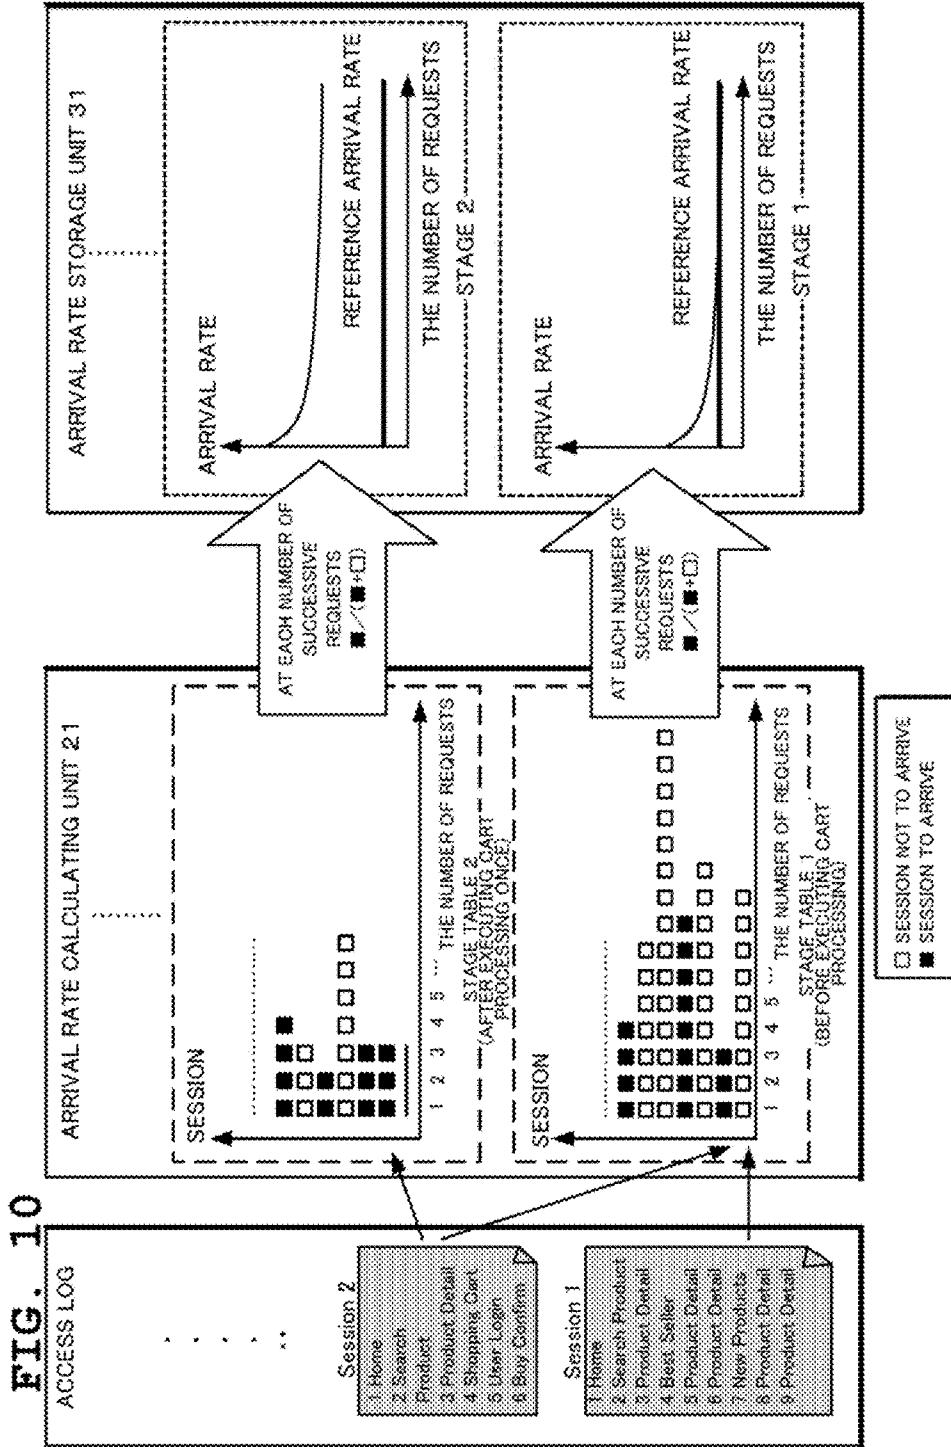 FIG. 10
ACCESS LOG
Session 2
1 Home
2 Search
Product
3 Product Detail
4 Shopping Cart
5 User Login
6 Buy Confirm
Session 1
1 Home
2 Search Product
3 Product Detail
4 Best Seller
5 Product Detail
6 Product Detail
7 New Products
8 Product Detail
9 Product Detail
ARRIVAL RATE CALCULATING UNIT 21
SESSION
1 2 3 4 5 ... THE NUMBER OF REQUESTS
STAGE TABLE 2
(AFTER EXECUTING CART
PROCESSING ONCE)
SESSION
1 2 3 4 5 ... THE NUMBER OF REQUESTS
STAGE TABLE 1
(BEFORE EXECUTING CART
PROCESSING)
□ SESSION NOT TO ARRIVE
■ SESSION TO ARRIVE
AT EACH NUMBER OF
SUCCESSIVE
REQUESTS
■/(■+□)
AT EACH NUMBER OF
SUCCESSIVE
REQUESTS
■/(■+□)
ARRIVAL RATE STORAGE UNIT 31
ARRIVAL RATE
REFERENCE ARRIVAL RATE
THE NUMBER OF REQUESTS
STAGE 2
ARRIVAL RATE
REFERENCE ARRIVAL RATE
THE NUMBER OF REQUESTS
STAGE 1